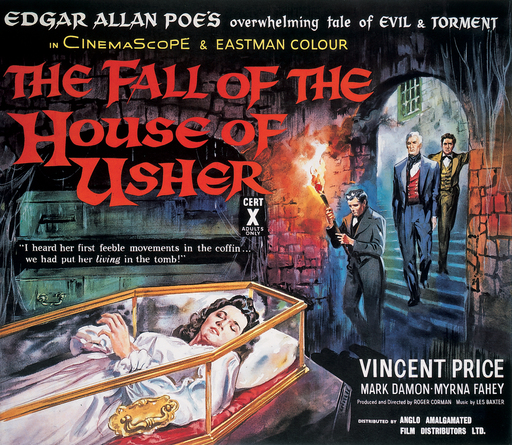 EDGAR ALLAN POE'S overwhelming tale of EVIL & TORMENT
IN CINEMASCOPE & EASTMAN COLOUR
THE FALL OF THE
HOUSE OF
USHER
CERT
X
ADULTS
ONLY
"I heard her first feeble movements in the coffin...
we had put her living in the tomb!"
VINCENT PRICE
MARK DAMON · MYRNA FAHEY
Produced and Directed by ROGER CORMAN Music by LES BAXTER
DISTRIBUTED BY ANGLO AMALGAMATED
FILM DISTRIBUTORS LTD.